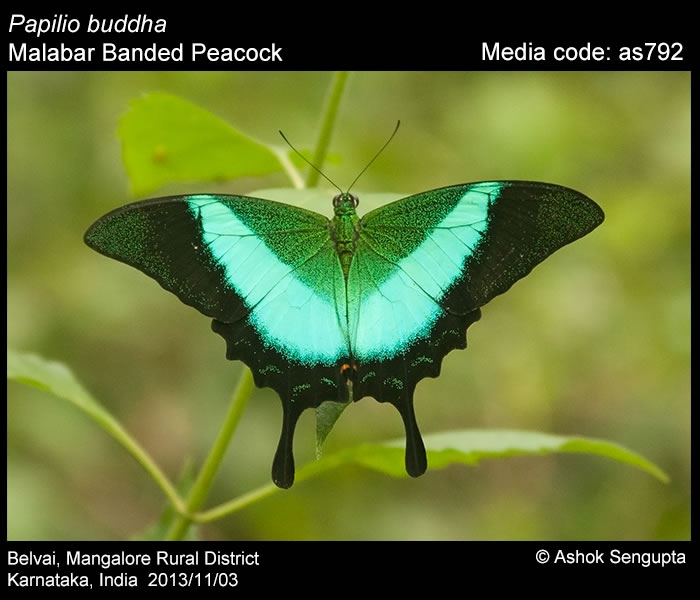 Papilio buddha
Malabar Banded Peacock
Media code: as792
Belvai, Mangalore Rural District
Karnataka, India 2013/11/03
© Ashok Sengupta